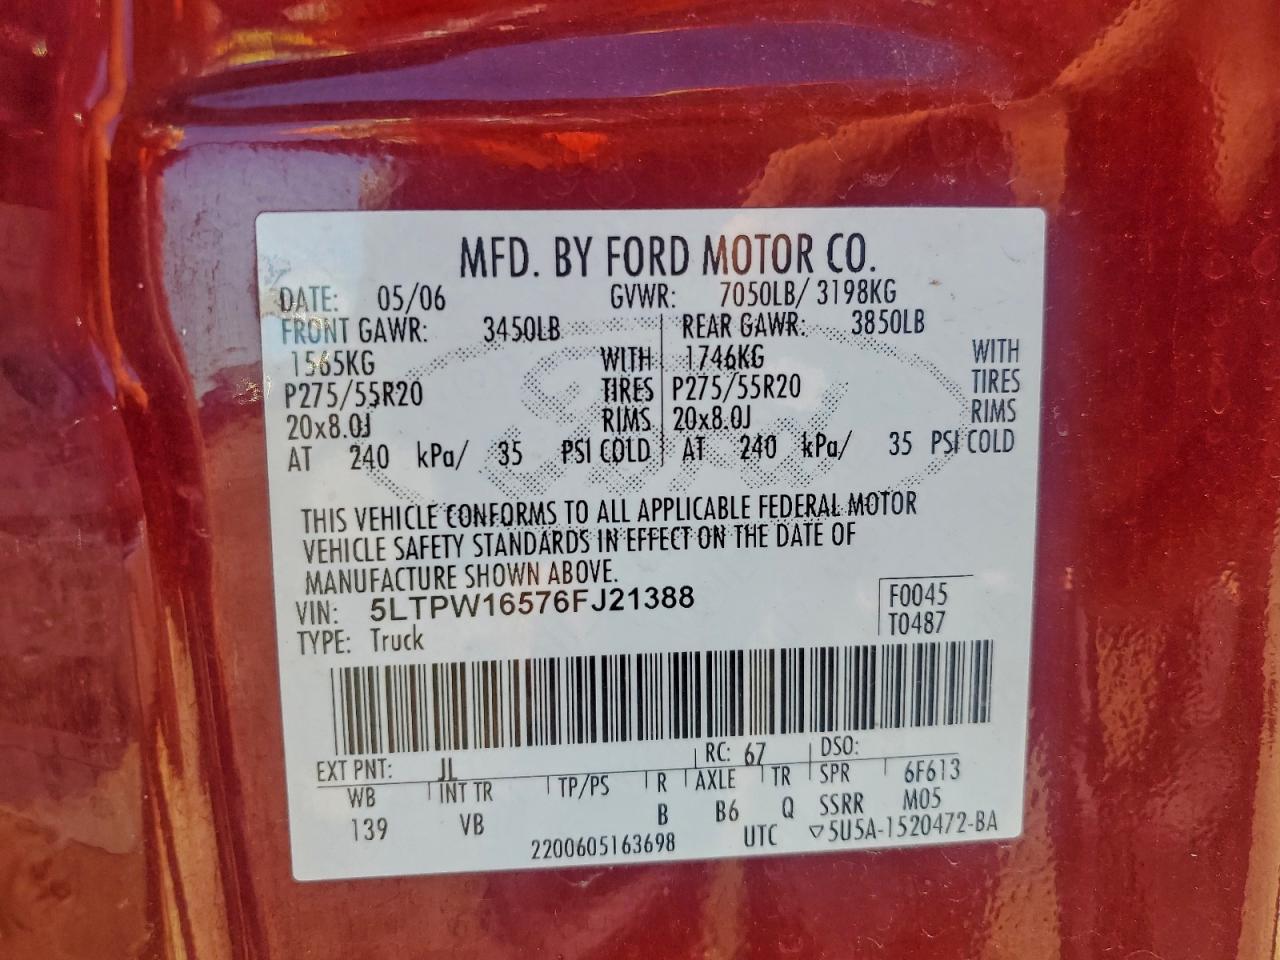 MFD. BY FORD MOTOR CO.
DATE: 05/06 GVWR: 7050LB/ 3198KG
FRONT GAWR: 3450LB REAR GAWR: 3850LB
1565KG WITH 1746KG WITH
P275/55R20 TIRES P275/55R20 TIRES
20x8.0J RIMS 20x8.0J RIMS
AT 240 kPa/ 35 PSI COLD AT 240 kPa/ 35 PSI COLD
THIS VEHICLE CONFORMS TO ALL APPLICABLE FEDERAL MOTOR
VEHICLE SAFETY STANDARDS IN EFFECT ON THE DATE OF
MANUFACTURE SHOWN ABOVE.
VIN: 5LTPW16576FJ21388 F0045
TYPE: Truck T0487
EXT PNT: JL RC: 67 DSO:
WB INT TR TP/PS R AXLE TR SPR 6F613
139 VB B B6 Q SSRR M05
2200605163698 UTC ▽5U5A-1520472-BA